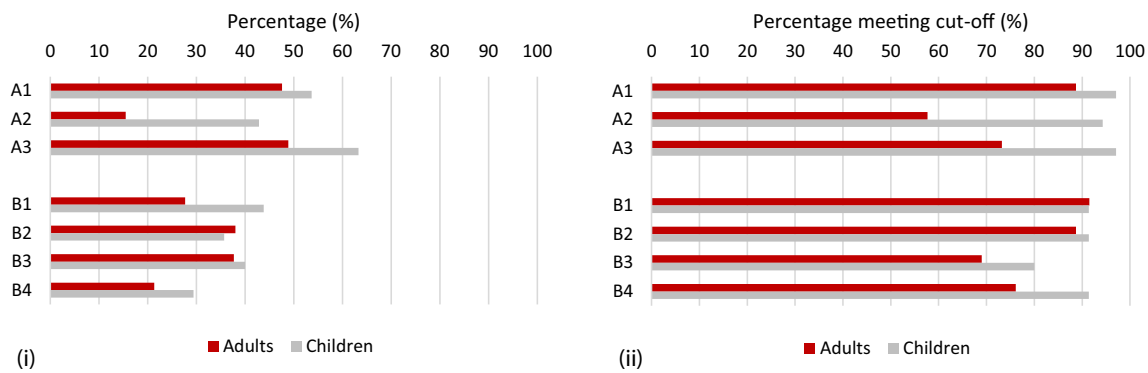 Percentage (%)
0 10 20 30 40 50 60 70 80 90 100
A1
A2
A3
B1
B2
B3
B4
Adults Children
(i)
Percentage meeting cut-off (%)
0 10 20 30 40 50 60 70 80 90 100
A1
A2
A3
B1
B2
B3
B4
Adults Children
(ii)